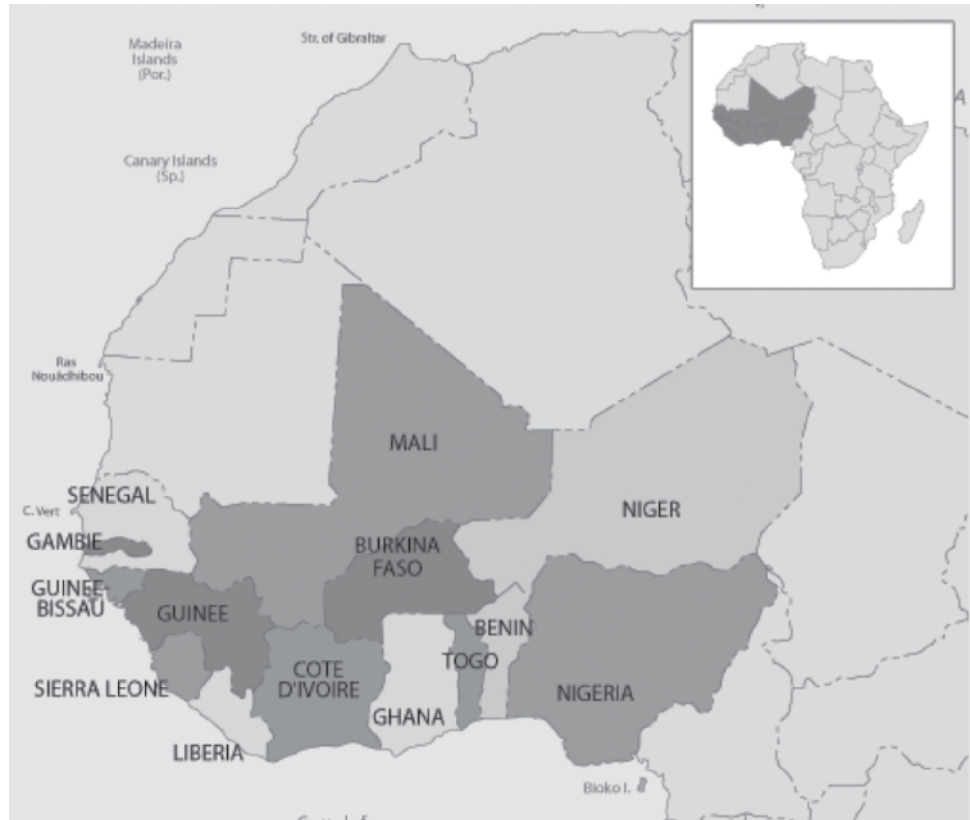 Madeira
Islands
(Por.)
Str. of Gibraltar
Canary Islands
(Sp.)
Ras
Nouâdhibou
MALI
SENEGAL
C. Vert
NIGER
GAMBIE
BURKINA
FASO
GUINEE-
BISSAU
GUINEE
BENIN
TOGO
COTE
D'IVOIRE
SIERRA LEONE
NIGERIA
GHANA
LIBERIA
Bioko I.